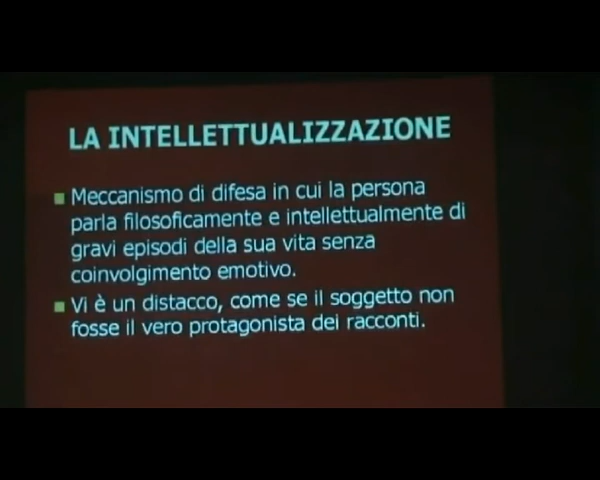 LA INTELLETTUALIZZAZIONE
Meccanismo di difesa in cui la persona
parla filosoficamente e intellettualmente di
gravi episodi della sua vita senza
coinvolgimento emotivo.
Vi è un distacco, come se il soggetto non
fosse il vero protagonista dei racconti.